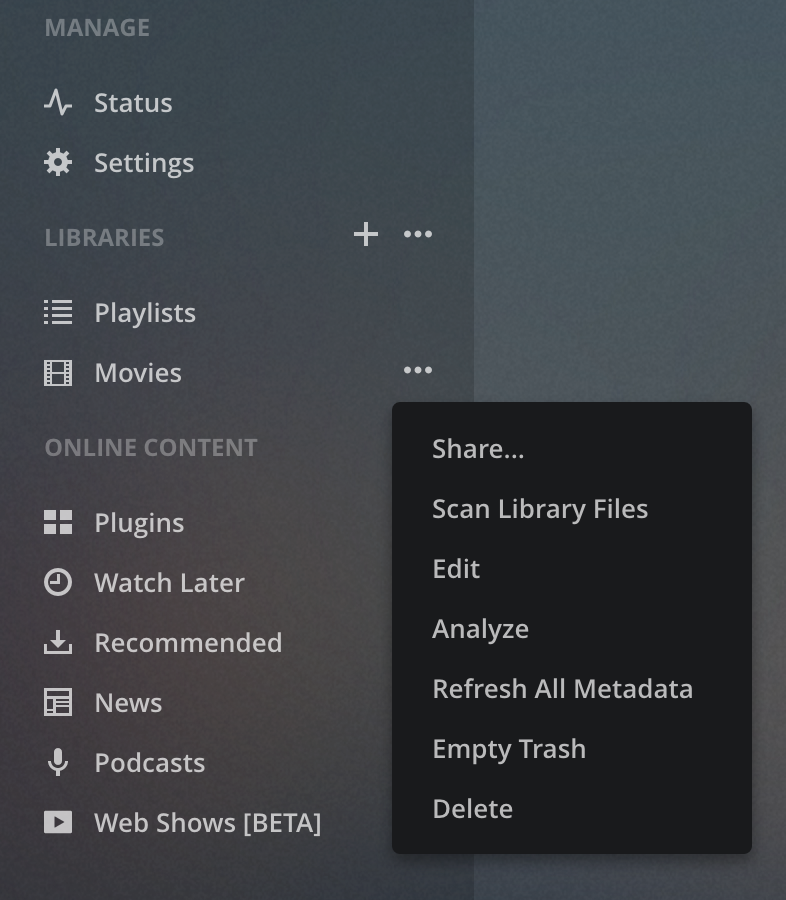 MANAGE
Status
Settings
LIBRARIES
Playlists
Movies
ONLINE CONTENT
Plugins
Watch Later
Recommended
News
Podcasts
Web Shows [BETA]
Share...
Scan Library Files
Edit
Analyze
Refresh All Metadata
Empty Trash
Delete